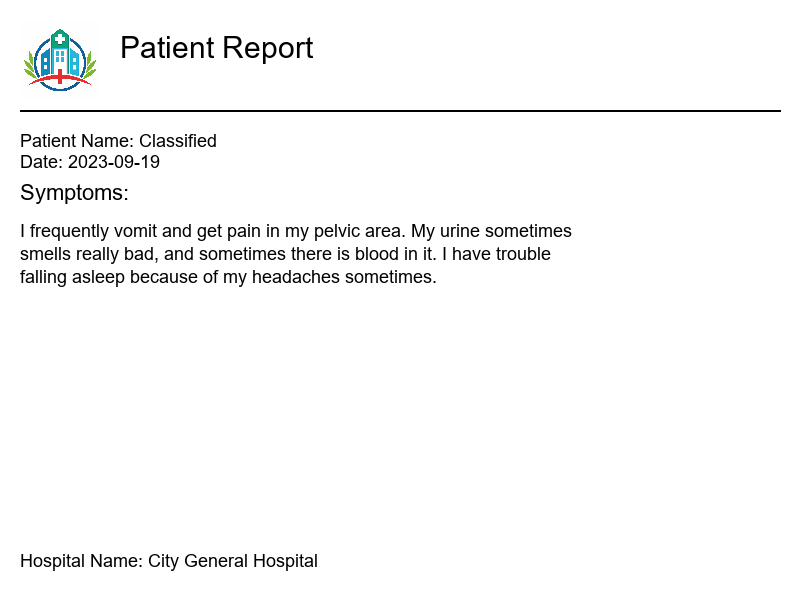 Patient Report
Patient Name: Classified
Date: 2023-09-19
Symptoms:
I frequently vomit and get pain in my pelvic area. My urine sometimes
smells really bad, and sometimes there is blood in it. I have trouble
falling asleep because of my headaches sometimes.
Hospital Name: City General Hospital